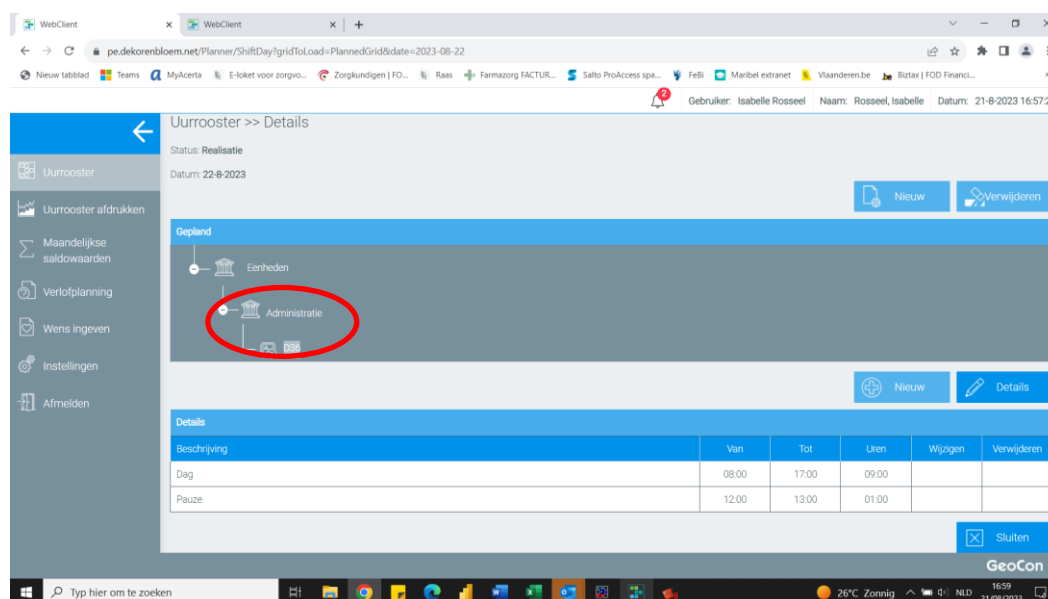 WebClient WebClient
pe.dekorenbloem.net/Planner/ShiftDay?gridToLoad=PlannedGrid&date=2023-08-22
Nieuw tabblad Teams MyAcerta E-loket voor zorgvo... Zorgkundigen | FO... Raas Farmazorg FACTUR... Salto ProAccess spa... FeBi Maribel extranet Vlaanderen.be Biztax | FOD Financi...
2 Gebruiker: Isabelle Rosseel Naam: Rosseel, Isabelle Datum: 21-8-2023 16:57:2
Uurrooster >> Details
Status: Realisatie
Uurrooster
Datum: 22-8-2023
Nieuw Verwijderen
Uurrooster afdrukken
Gepland
Maandelijkse
saldowaarden
Eenheden
Verlofplanning
Administratie
Wens ingeven
D36
Instellingen
Nieuw Details
Afmelden
Details
Beschrijving Van Tot Uren Wijzigen Verwijderen
Dag 08:00 17:00 09:00
Pauze 12:00 13:00 01:00
Sluiten
GeoCon
Typ hier om te zoeken 26°C Zonnig NLD 16:59
21/08/2023